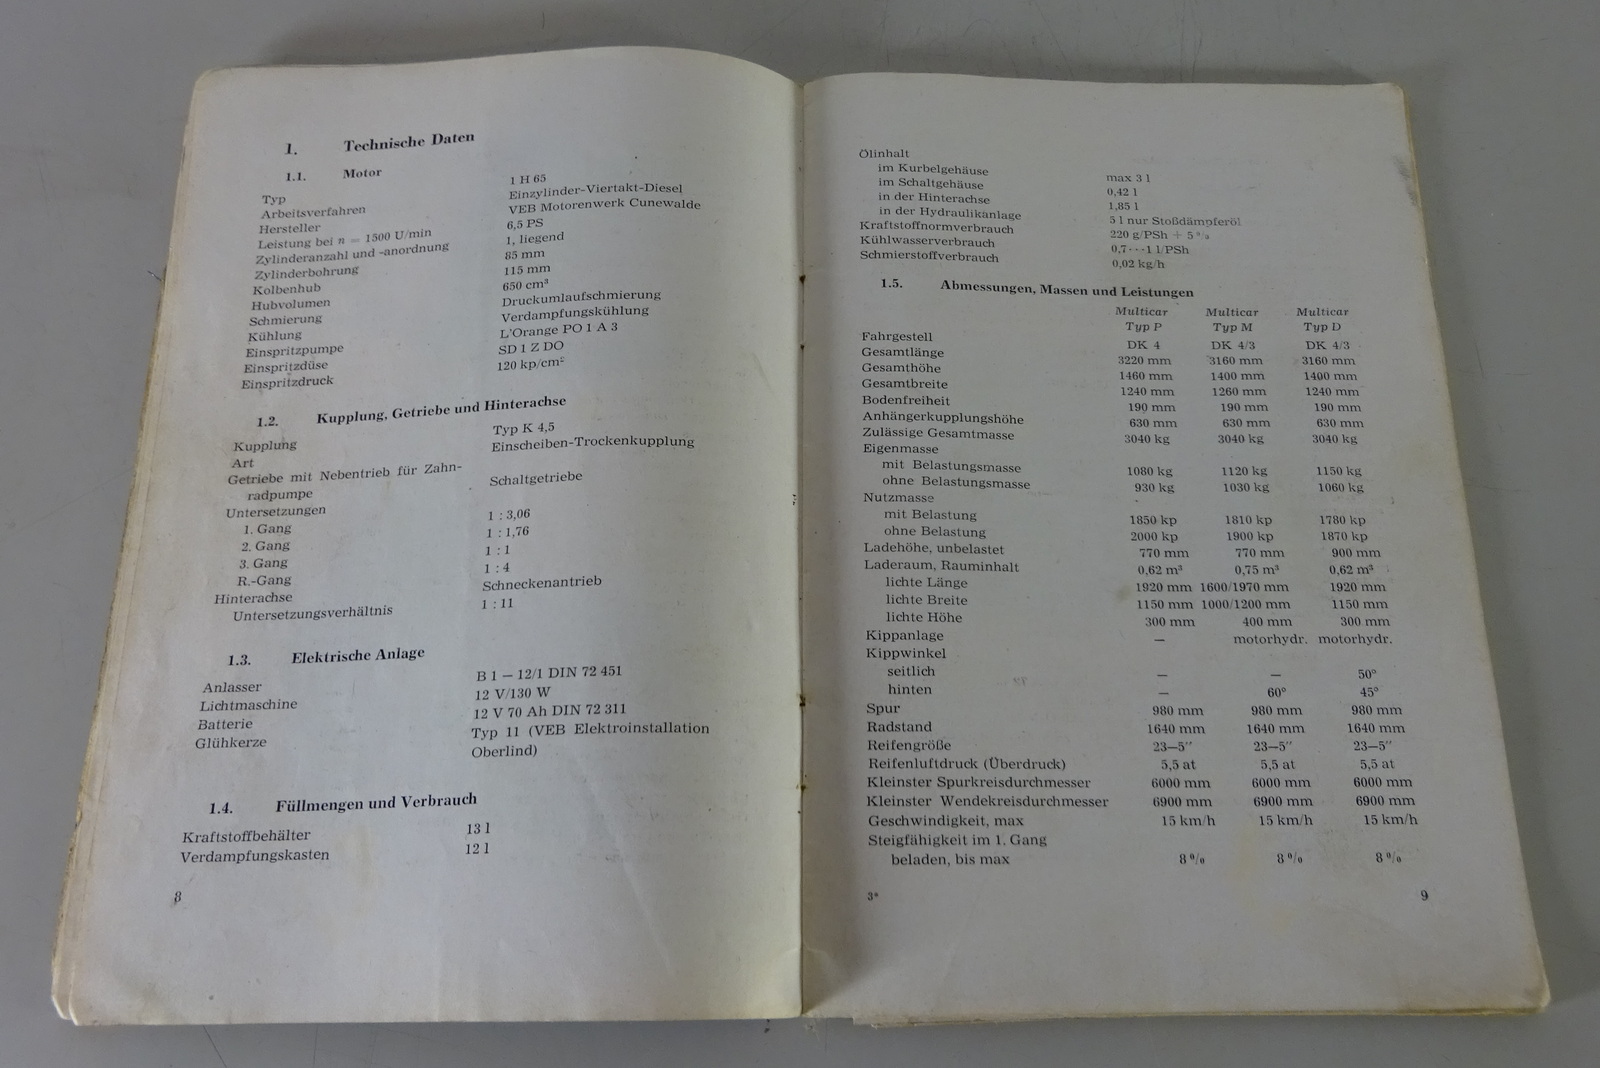 1. Technische Daten
1.1. Motor
Typ 1 H 65
Arbeitsverfahren Einzylinder-Viertakt-Diesel
Hersteller VEB Motorenwerk Cunewalde
Leistung bei n = 1500 U/min 6,5 PS
Zylinderanzahl und -anordnung 1, liegend
Zylinderbohrung 85 mm
Kolbenhub 115 mm
Hubvolumen 650 cm³
Schmierung Druckumlaufschmierung
Kühlung Verdampfungskühlung
Einspritzpumpe L'Orange PO 1 A 3
Einspritzdüse SD 1 Z DO
Einspritzdruck 120 kp/cm²
1.2. Kupplung, Getriebe und Hinterachse
Kupplung Typ K 4,5
Art Einscheiben-Trockenkupplung
Getriebe mit Nebentrieb für Zahn-
radpumpe Schaltgetriebe
Untersetzungen
1. Gang 1 : 3,06
2. Gang 1 : 1,76
3. Gang 1 : 1
R.-Gang 1 : 4
Hinterachse Schneckenantrieb
Untersetzungsverhältnis 1 : 11
1.3. Elektrische Anlage
Anlasser B 1 – 12/1 DIN 72 451
Lichtmaschine 12 V/130 W
Batterie 12 V 70 Ah DIN 72 311
Glühkerze Typ 11 (VEB Elektroinstallation
Oberlind)
1.4. Füllmengen und Verbrauch
Kraftstoffbehälter 13 l
Verdampfungskasten 12 l
8
Ölinhalt
im Kurbelgehäuse max 3 l
im Schaltgehäuse 0,42 l
in der Hinterachse 1,85 l
in der Hydraulikanlage 5 l nur Stoßdämpferöl
Kraftstoffnormverbrauch 220 g/PSh + 5 %
Kühlwasserverbrauch 0,7···1 l/PSh
Schmierstoffverbrauch 0,02 kg/h
1.5. Abmessungen, Massen und Leistungen
Multicar Multicar Multicar
Typ P Typ M Typ D
Fahrgestell DK 4 DK 4/3 DK 4/3
Gesamtlänge 3220 mm 3160 mm 3160 mm
Gesamthöhe 1460 mm 1400 mm 1400 mm
Gesamtbreite 1240 mm 1260 mm 1240 mm
Bodenfreiheit 190 mm 190 mm 190 mm
Anhängerkupplungshöhe 630 mm 630 mm 630 mm
Zulässige Gesamtmasse 3040 kg 3040 kg 3040 kg
Eigenmasse
mit Belastungsmasse 1080 kg 1120 kg 1150 kg
ohne Belastungsmasse 930 kg 1030 kg 1060 kg
Nutzmasse
mit Belastung 1850 kp 1810 kp 1780 kp
ohne Belastung 2000 kp 1900 kp 1870 kp
Ladehöhe, unbelastet 770 mm 770 mm 900 mm
Laderaum, Rauminhalt 0,62 m³ 0,75 m³ 0,62 m³
lichte Länge 1920 mm 1600/1970 mm 1920 mm
lichte Breite 1150 mm 1000/1200 mm 1150 mm
lichte Höhe 300 mm 400 mm 300 mm
Kippanlage – motorhydr. motorhydr.
Kippwinkel
seitlich – – 50°
hinten – 60° 45°
Spur 980 mm 980 mm 980 mm
Radstand 1640 mm 1640 mm 1640 mm
Reifengröße 23–5″ 23–5″ 23–5″
Reifenluftdruck (Überdruck) 5,5 at 5,5 at 5,5 at
Kleinster Spurkreisdurchmesser 6000 mm 6000 mm 6000 mm
Kleinster Wendekreisdurchmesser 6900 mm 6900 mm 6900 mm
Geschwindigkeit, max 15 km/h 15 km/h 15 km/h
Steigfähigkeit im 1. Gang
beladen, bis max 8 % 8 % 8 %
3* 9